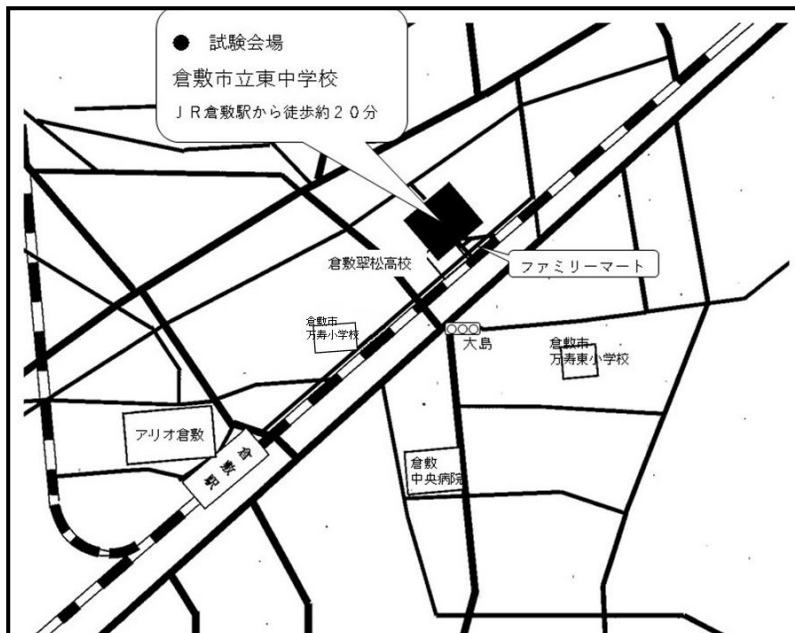 ● 試験会場
倉敷市立東中学校
ＪＲ倉敷駅から徒歩約２０分
倉敷翠松高校
ファミリーマート
倉敷市
万寿小学校
大島
倉敷市
万寿東小学校
アリオ倉敷
倉敷駅
倉敷
中央病院